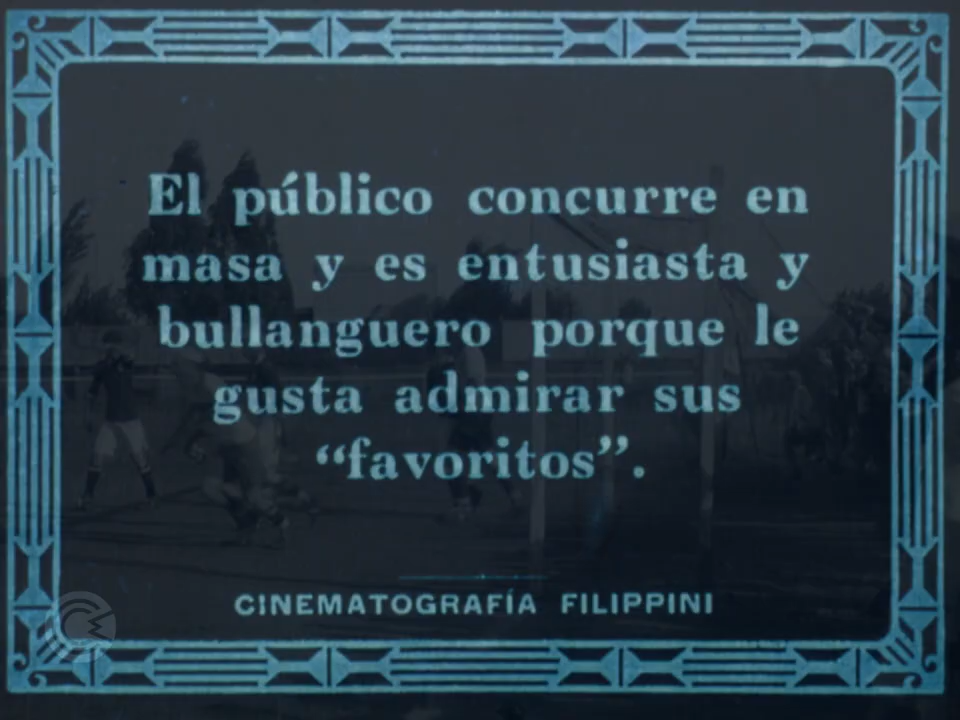 El público concurre en
masa y es entusiasta y
bullanguero porque le
gusta admirar sus
“favoritos”.
CINEMATOGRAFÍA FILIPPINI